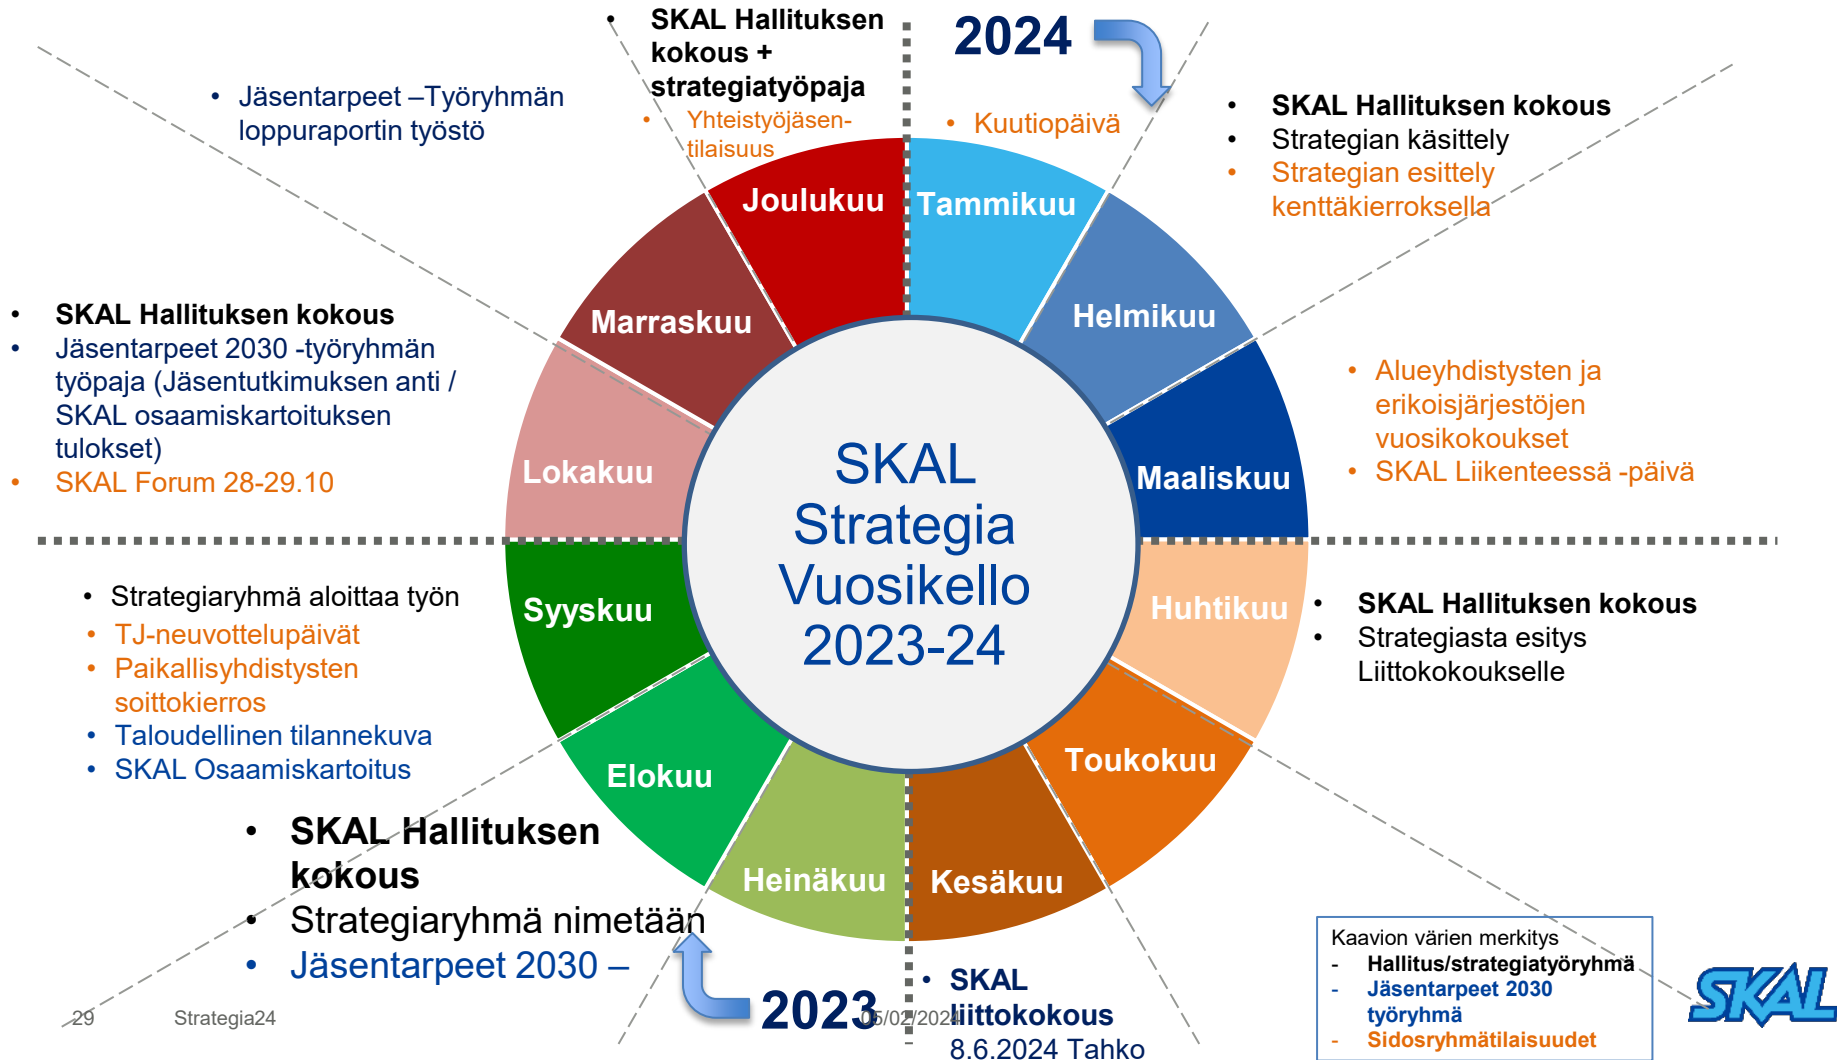 • SKAL Hallituksen
kokous +
strategiatyöpaja
• Yhteistyöjäsen-
tilaisuus
2024
• Kuutiopäivä
• Jäsentarpeet –Työryhmän
loppuraportin työstö
• SKAL Hallituksen kokous
• Strategian käsittely
• Strategian esittely
kenttäkierroksella
Joulukuu
Tammikuu
Marraskuu
Helmikuu
• SKAL Hallituksen kokous
• Jäsentarpeet 2030 -työryhmän
työpaja (Jäsentutkimuksen anti /
SKAL osaamiskartoituksen
tulokset)
• SKAL Forum 28-29.10
• Alueyhdistysten ja
erikoisjärjestöjen
vuosikokoukset
• SKAL Liikenteessä -päivä
Lokakuu
Maaliskuu
SKAL
Strategia
Vuosikello
2023-24
Syyskuu
Huhtikuu
• Strategiaryhmä aloittaa työn
• TJ-neuvottelupäivät
• Paikallisyhdistysten
soittokierros
• Taloudellinen tilannekuva
• SKAL Osaamiskartoitus
• SKAL Hallituksen kokous
• Strategiasta esitys
Liittokokoukselle
Elokuu
Toukokuu
Heinäkuu
Kesäkuu
• SKAL Hallituksen
kokous
• Strategiaryhmä nimetään
• Jäsentarpeet 2030 –
2023
• SKAL
liittokokous
8.6.2024 Tahko
Kaavion värien merkitys
- Hallitus/strategiatyöryhmä
- Jäsentarpeet 2030
työryhmä
- Sidosryhmätilaisuudet
SKAL
29
Strategia24
05/02/2024